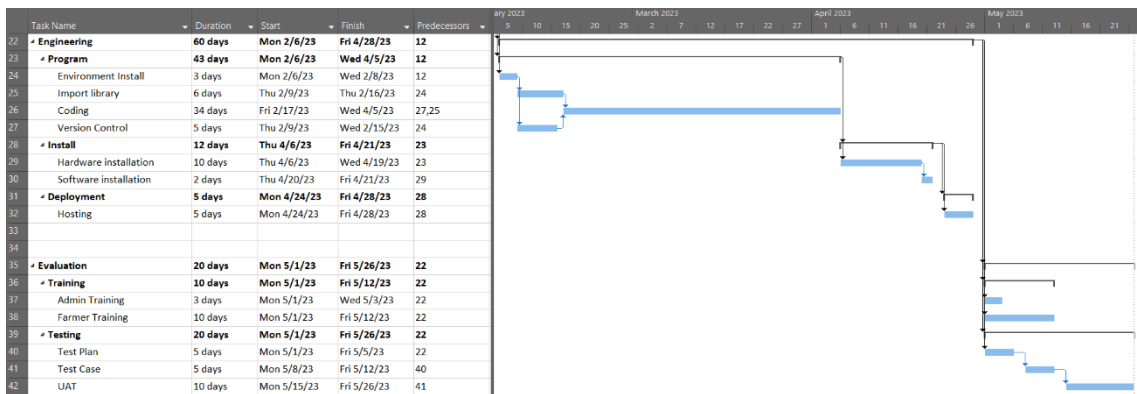 ary 2023 March 2023 April 2023 May 2023
Task Name Duration Start Finish Predecessors 5 10 15 20 25 2 7 12 17 22 27 1 6 11 16 21 26 1 6 11 16 21
22 Engineering 60 days Mon 2/6/23 Fri 4/28/23 12
23 Program 43 days Mon 2/6/23 Wed 4/5/23 12
24 Environment Install 3 days Mon 2/6/23 Wed 2/8/23 12
25 Import library 6 days Thu 2/9/23 Thu 2/16/23 24
26 Coding 34 days Fri 2/17/23 Wed 4/5/23 27,25
27 Version Control 5 days Thu 2/9/23 Wed 2/15/23 24
28 Install 12 days Thu 4/6/23 Fri 4/21/23 23
29 Hardware installation 10 days Thu 4/6/23 Wed 4/19/23 23
30 Software installation 2 days Thu 4/20/23 Fri 4/21/23 29
31 Deployment 5 days Mon 4/24/23 Fri 4/28/23 28
32 Hosting 5 days Mon 4/24/23 Fri 4/28/23 28
33
34
35 Evaluation 20 days Mon 5/1/23 Fri 5/26/23 22
36 Training 10 days Mon 5/1/23 Fri 5/12/23 22
37 Admin Training 3 days Mon 5/1/23 Wed 5/3/23 22
38 Farmer Training 10 days Mon 5/1/23 Fri 5/12/23 22
39 Testing 20 days Mon 5/1/23 Fri 5/26/23 22
40 Test Plan 5 days Mon 5/1/23 Fri 5/5/23 22
41 Test Case 5 days Mon 5/8/23 Fri 5/12/23 40
42 UAT 10 days Mon 5/15/23 Fri 5/26/23 41